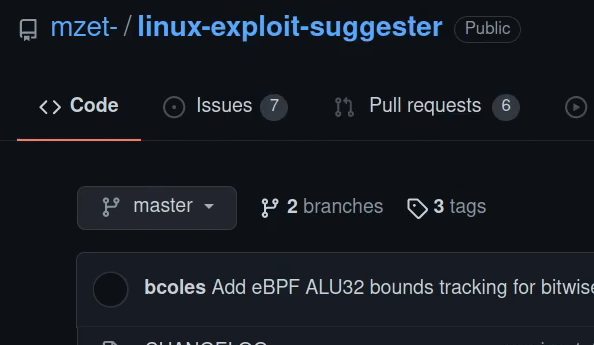 mzet- / linux-exploit-suggester Public
Code Issues 7 Pull requests 6
master 2 branches 3 tags
bcoles Add eBPF ALU32 bounds tracking for bitwise
CHANGELOG